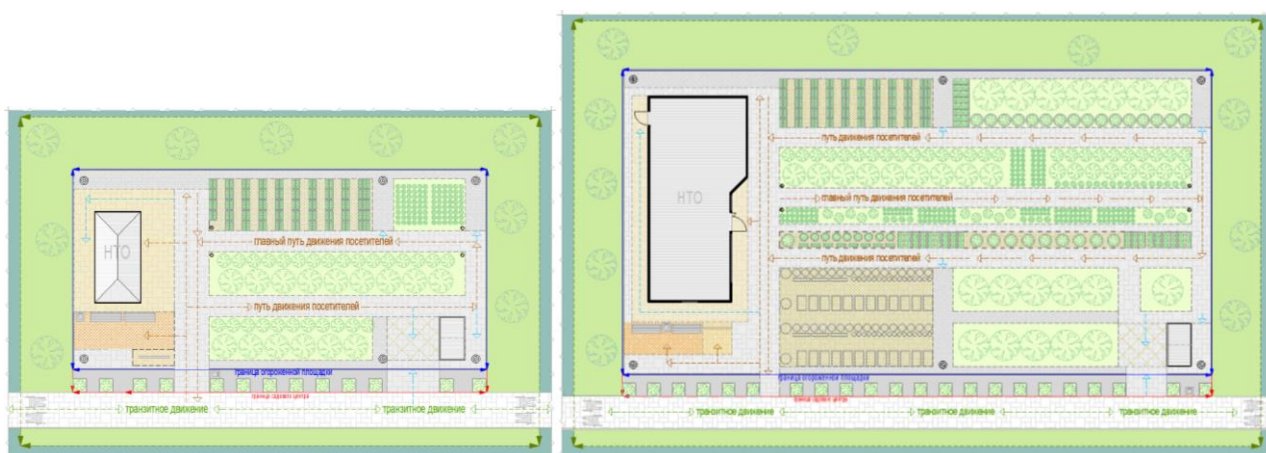 НТО
главный путь движения посетителей
путь движения посетителей
граница огороженной площадки
граница садового центра
транзитное движение
транзитное движение
НТО
путь движения посетителей
главный путь движения посетителей
путь движения посетителей
граница огороженной площадки
граница садового центра
транзитное движение
транзитное движение
транзитное движение